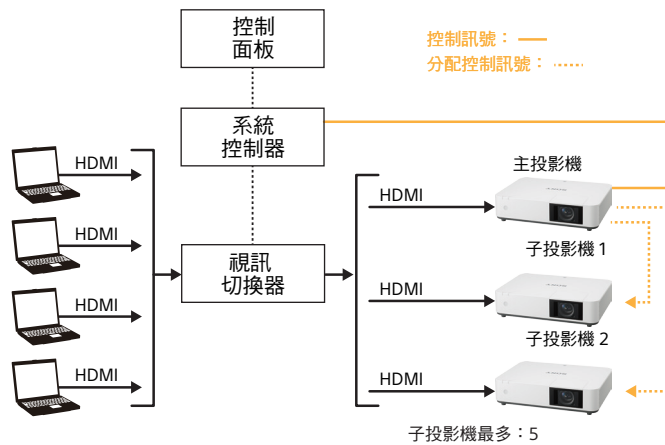 控制
面板
控制訊號：
分配控制訊號：
系統
控制器
主投影機
HDMI
HDMI
HDMI
子投影機 1
視訊
切換器
HDMI
HDMI
子投影機 2
HDMI
HDMI
子投影機最多：5